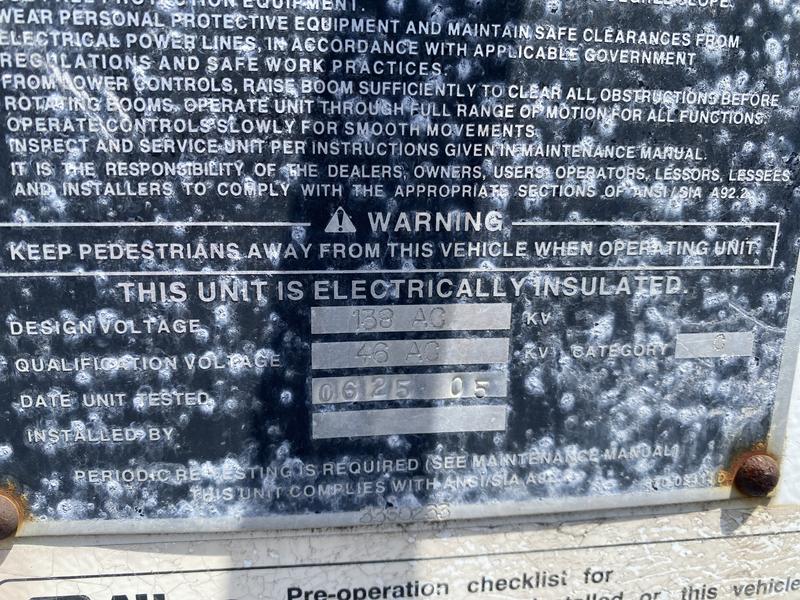 PROTECTION EQUIPMENT.
WEAR PERSONAL PROTECTIVE EQUIPMENT AND MAINTAIN SAFE CLEARANCES FROM
ELECTRICAL POWER LINES, IN ACCORDANCE WITH APPLICABLE GOVERNMENT
REGULATIONS AND SAFE WORK PRACTICES.
FROM LOWER CONTROLS, RAISE BOOM SUFFICIENTLY TO CLEAR ALL OBSTRUCTIONS BEFORE
ROTATING BOOMS. OPERATE UNIT THROUGH FULL RANGE OF MOTION FOR ALL FUNCTIONS.
OPERATE CONTROLS SLOWLY FOR SMOOTH MOVEMENTS.
INSPECT AND SERVICE UNIT PER INSTRUCTIONS GIVEN IN MAINTENANCE MANUAL.
IT IS THE RESPONSIBILITY OF THE DEALERS, OWNERS, USERS, OPERATORS, LESSORS, LESSEES
AND INSTALLERS TO COMPLY WITH THE APPROPRIATE SECTIONS OF ANSI/SIA A92.2
WARNING
KEEP PEDESTRIANS AWAY FROM THIS VEHICLE WHEN OPERATING UNIT.
THIS UNIT IS ELECTRICALLY INSULATED.
DESIGN VOLTAGE 138 AC KV
QUALIFICATION VOLTAGE 46 AC KV CATEGORY C
DATE UNIT TESTED 0625 05
INSTALLED BY
PERIODIC RETESTING IS REQUIRED (SEE MAINTENANCE MANUAL)
THIS UNIT COMPLIES WITH ANSI/SIA
Pre-operation checklist for
or this vehicle